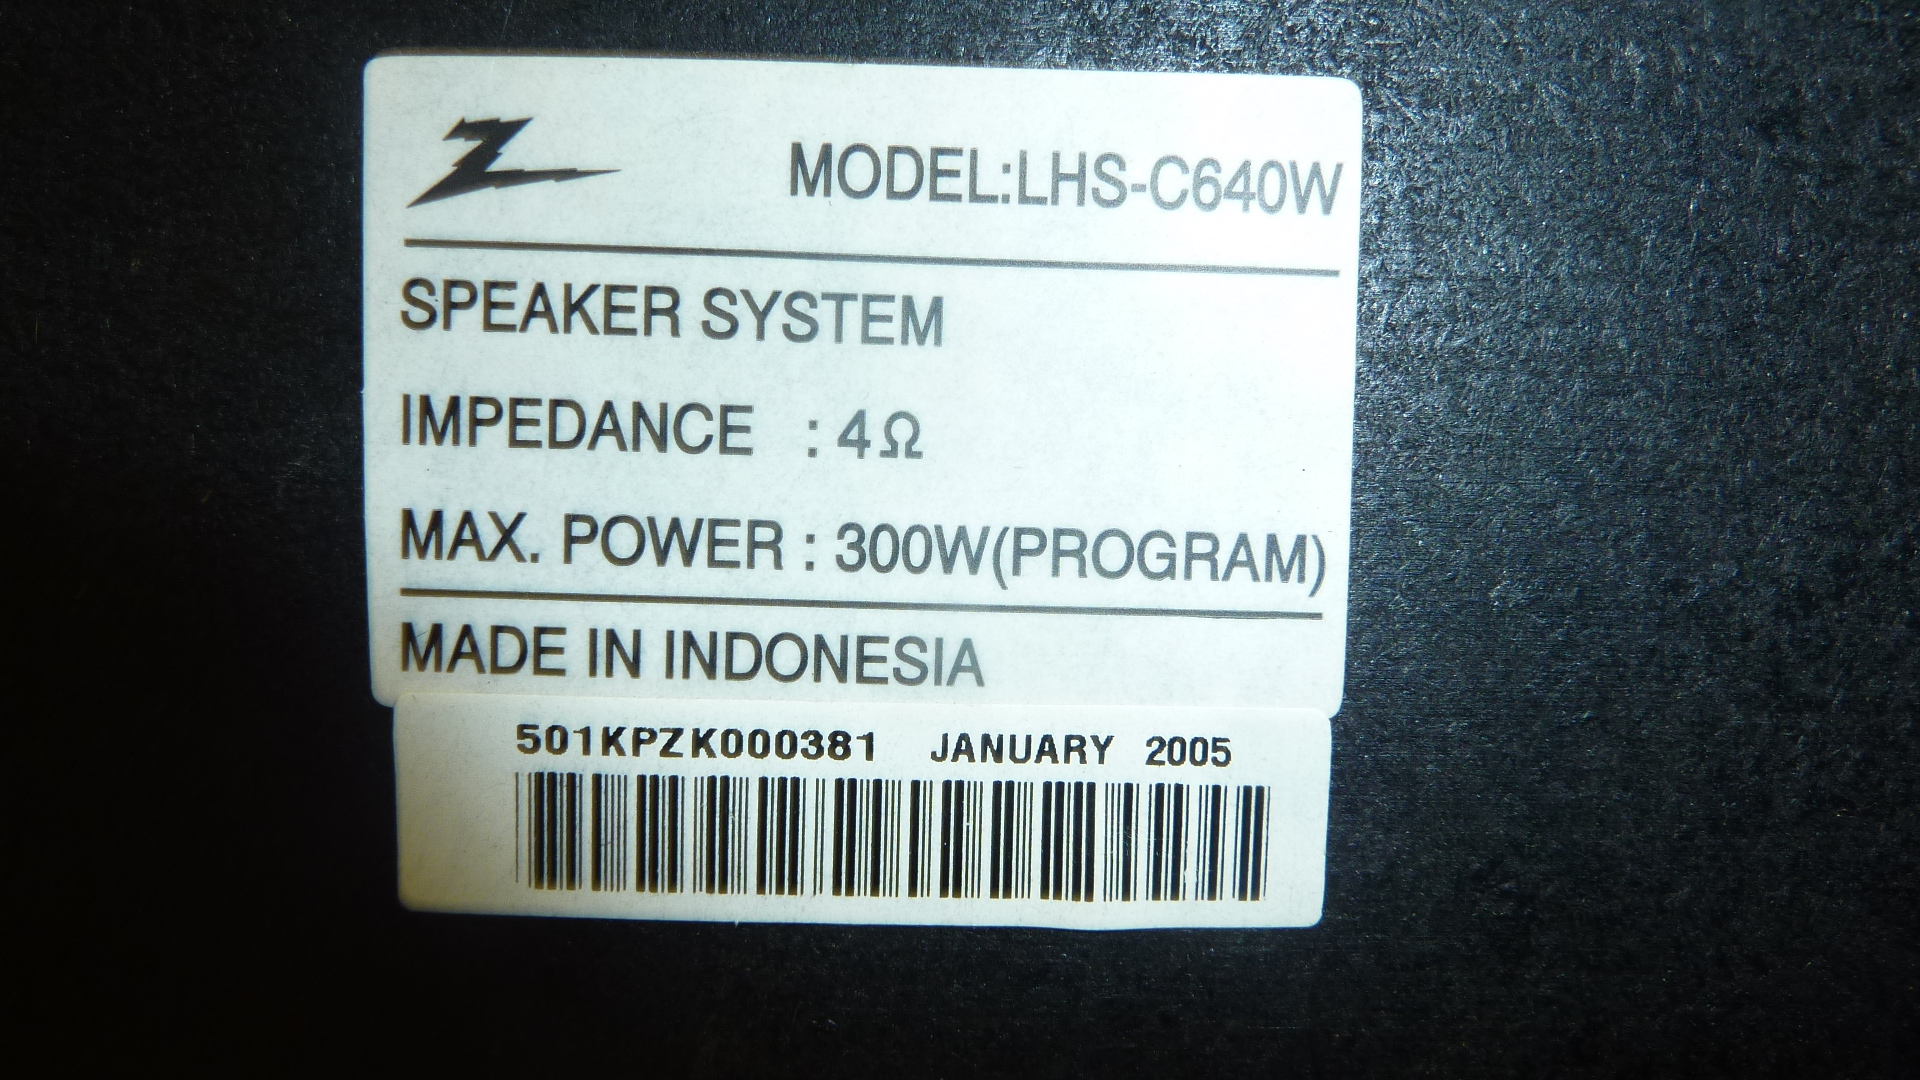 Z
MODEL:LHS-C640W
SPEAKER SYSTEM
IMPEDANCE : 4Ω
MAX. POWER : 300W(PROGRAM)
MADE IN INDONESIA
501KPZK000381 JANUARY 2005